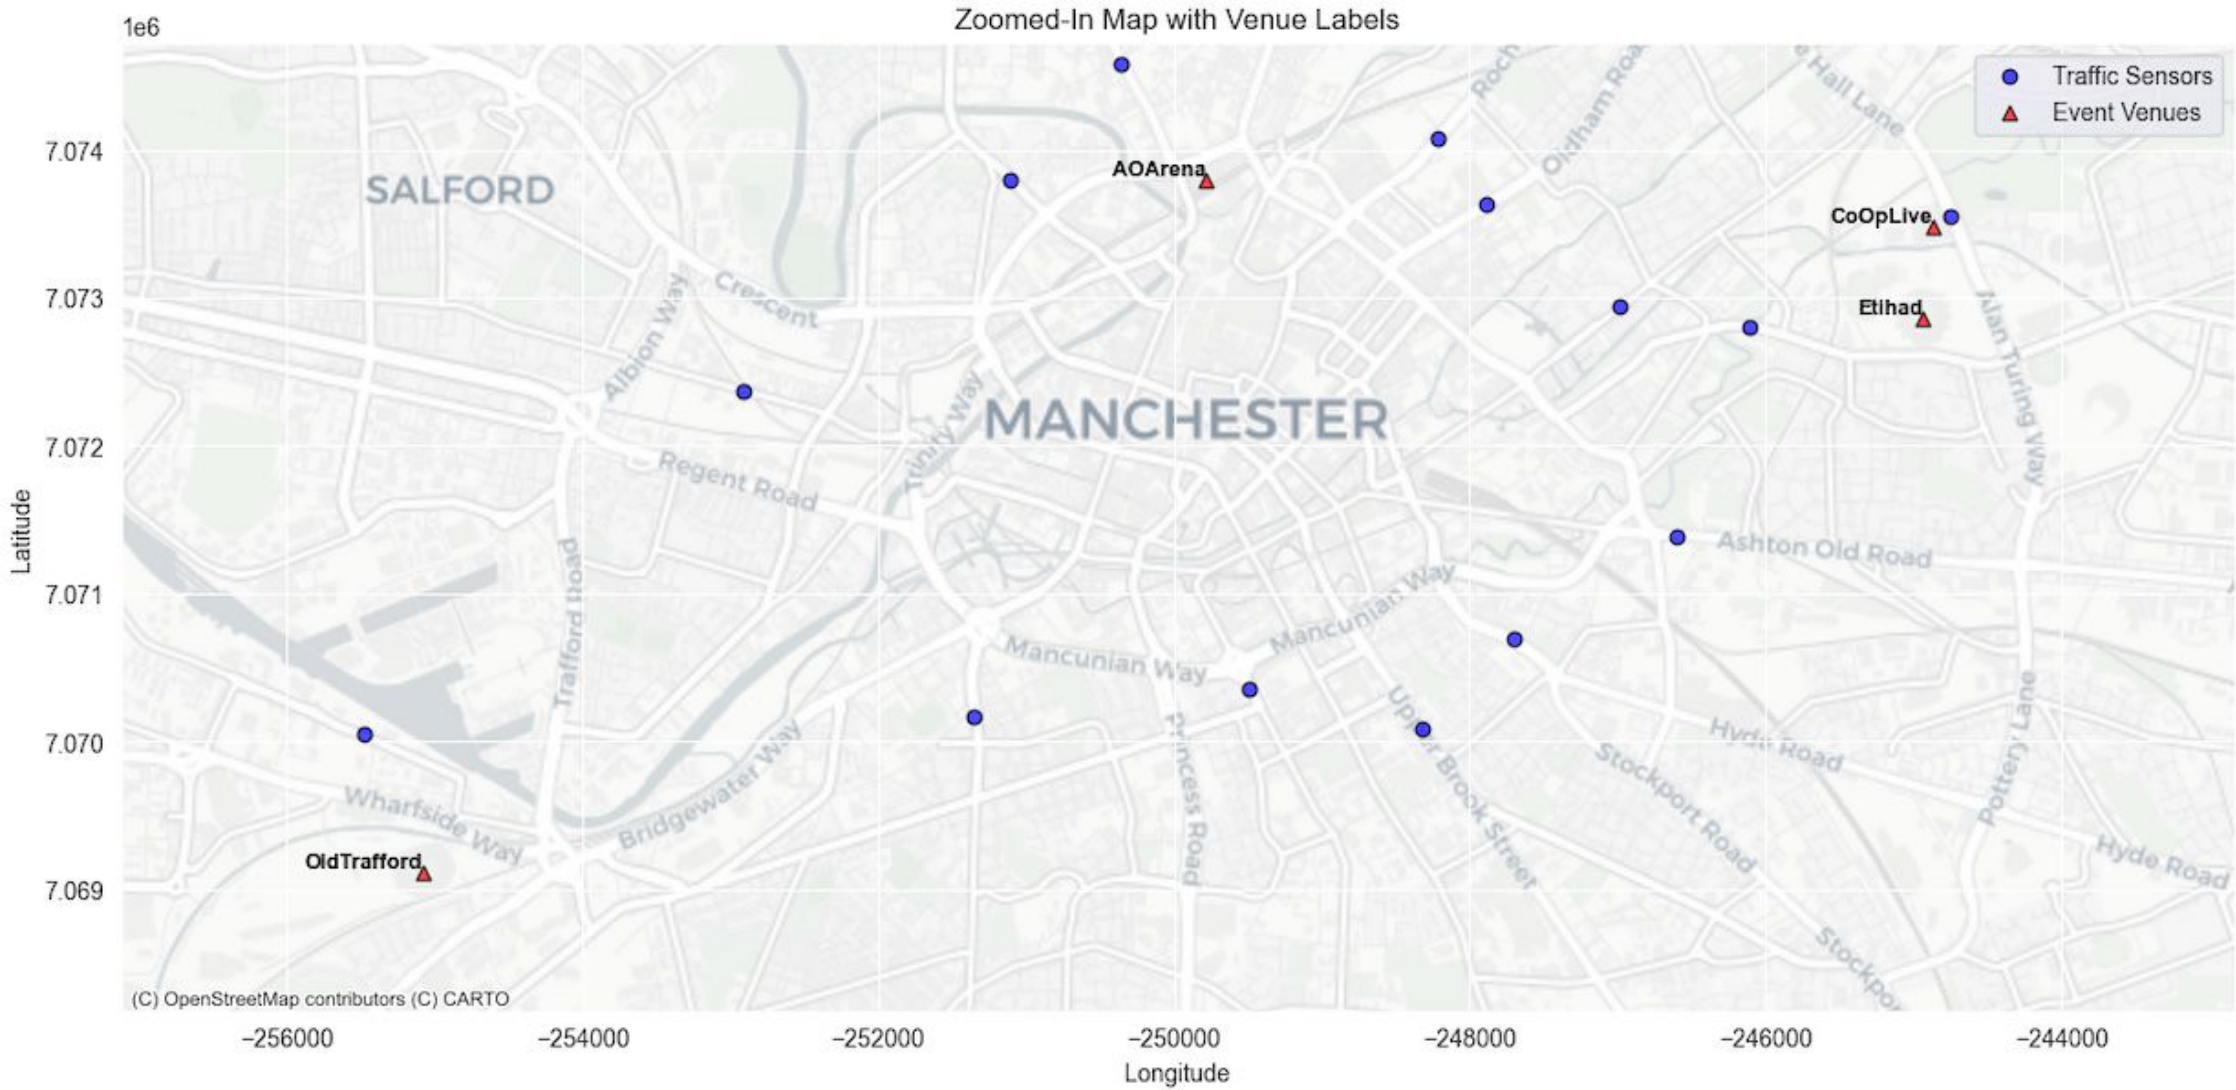 Zoomed-In Map with Venue Labels
1e6
Traffic Sensors
Event Venues
Roch
Oldham Roa
e Hall Lane
7.074
AOArena
SALFORD
CoOpLive
7.073
Crescent
Albion Way
Etihad
Alan Turing Way
Trinity Way
MANCHESTER
7.072
Regent Road
Latitude
Ashton Old Road
7.071
Trafford Road
Mancunian Way
Mancunian Way
Upper Brook Street
Princess Road
Hyde Road
Stockport Road
Pottery Lane
7.070
Bridgewater Way
Wharfside Way
Hyde Road
OldTrafford
7.069
Stockpor
(C) OpenStreetMap contributors (C) CARTO
−256000
−254000
−252000
−250000
−248000
−246000
−244000
Longitude